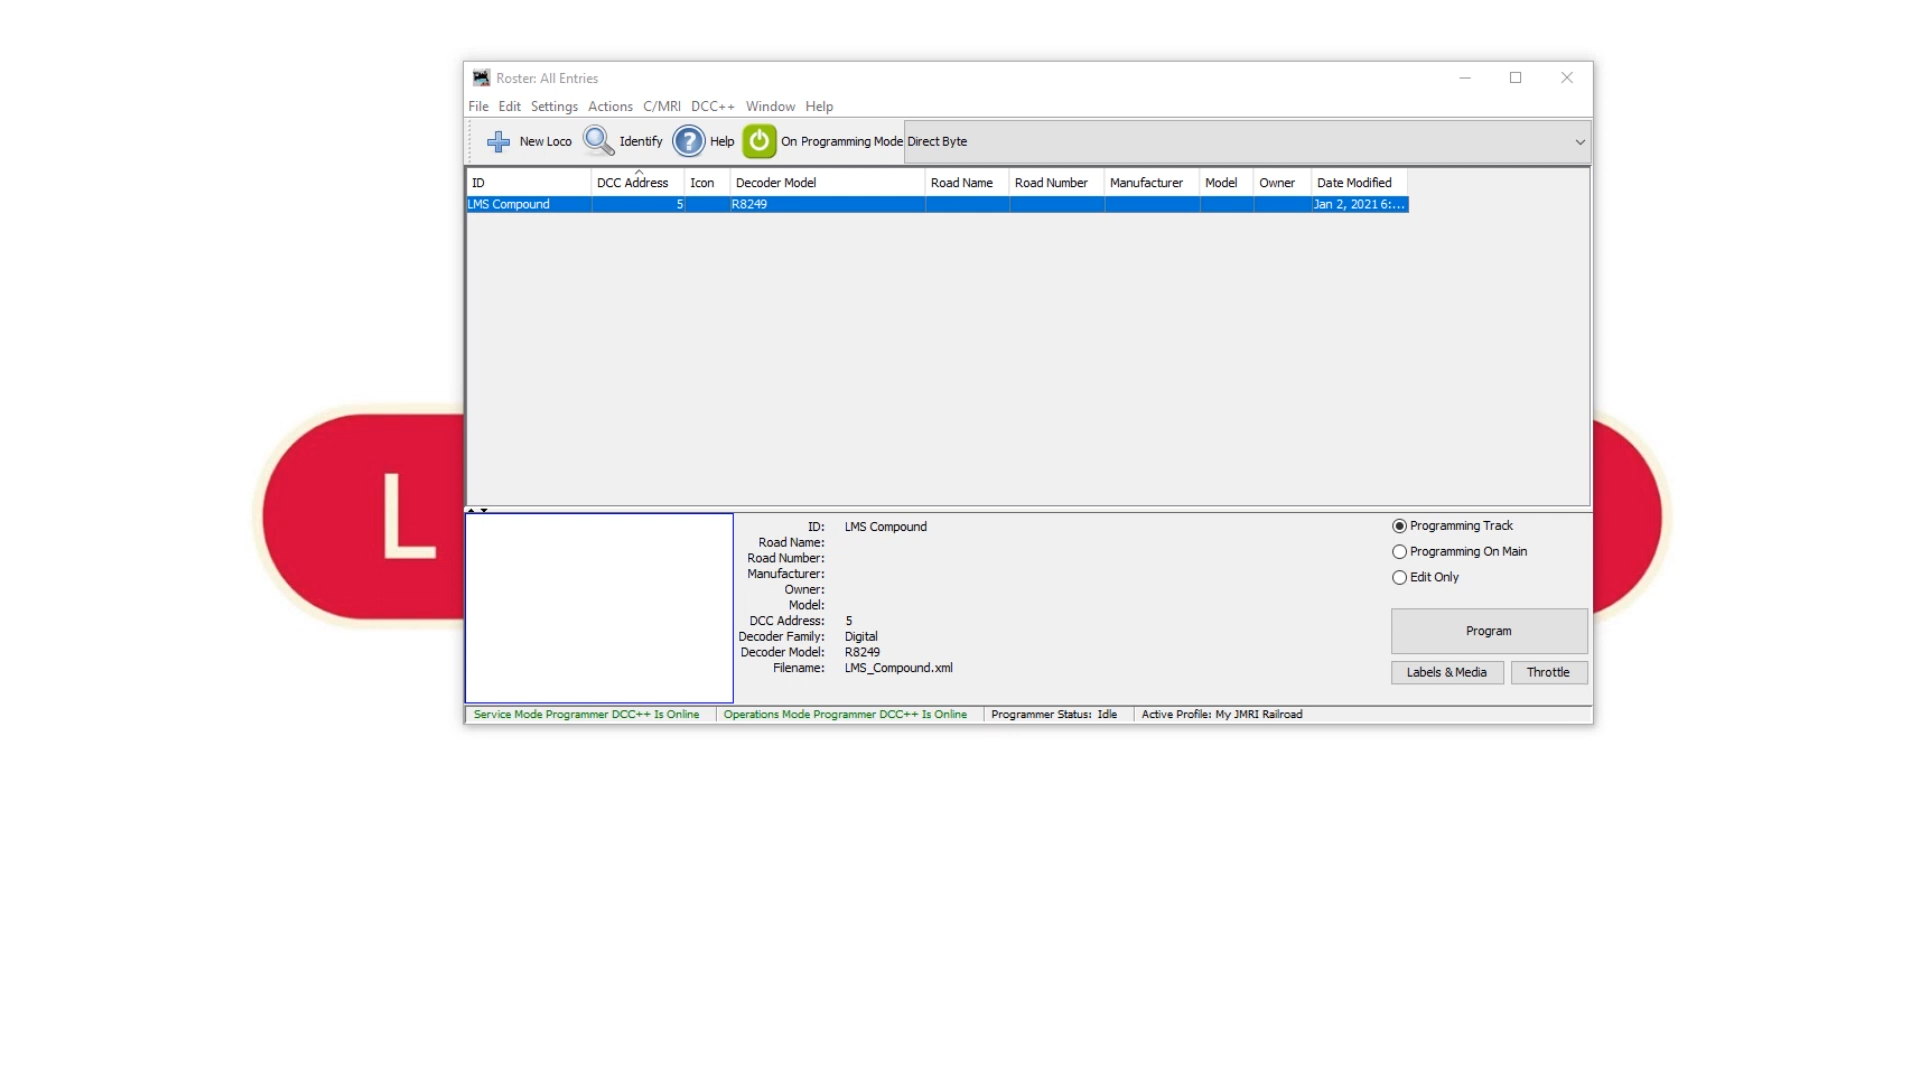 Roster: All Entries
File Edit Settings Actions C/MRI DCC++ Window Help
New Loco Identify Help On Programming Mode Direct Byte
ID DCC Address Icon Decoder Model Road Name Road Number Manufacturer Model Owner Date Modified
LMS Compound 5 R8249 Jan 2, 2021 6:...
L
ID: LMS Compound
Road Name:
Road Number:
Manufacturer:
Owner:
Model:
DCC Address: 5
Decoder Family: Digital
Decoder Model: R8249
Filename: LMS_Compound.xml
Programming Track
Programming On Main
Edit Only
Program
Labels & Media Throttle
Service Mode Programmer DCC++ Is Online Operations Mode Programmer DCC++ Is Online Programmer Status: Idle Active Profile: My JMRI Railroad